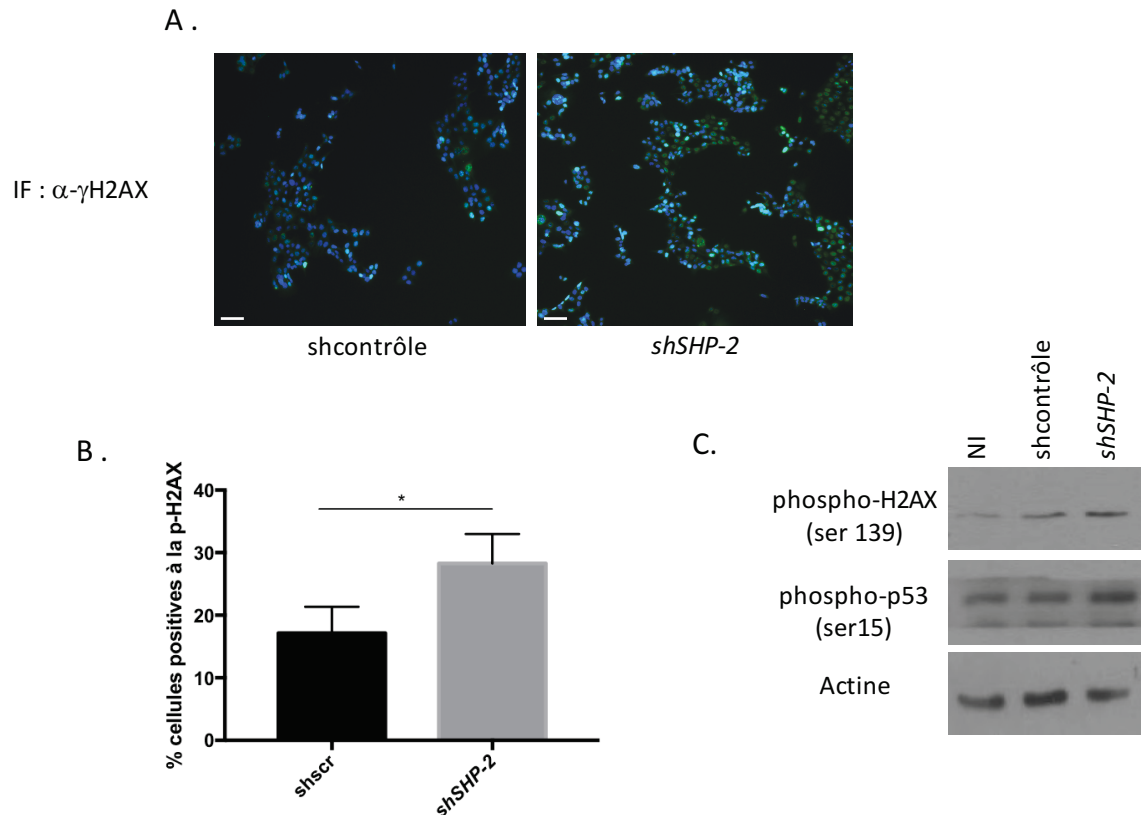 A .
IF : α-γH2AX
shcontrôle
shSHP-2
B .
% cellules positives à la p-H2AX
40
30
20
10
0
*
shscr
shSHP-2
C.
NI
shcontrôle
shSHP-2
phospho-H2AX
(ser 139)
phospho-p53
(ser15)
Actine